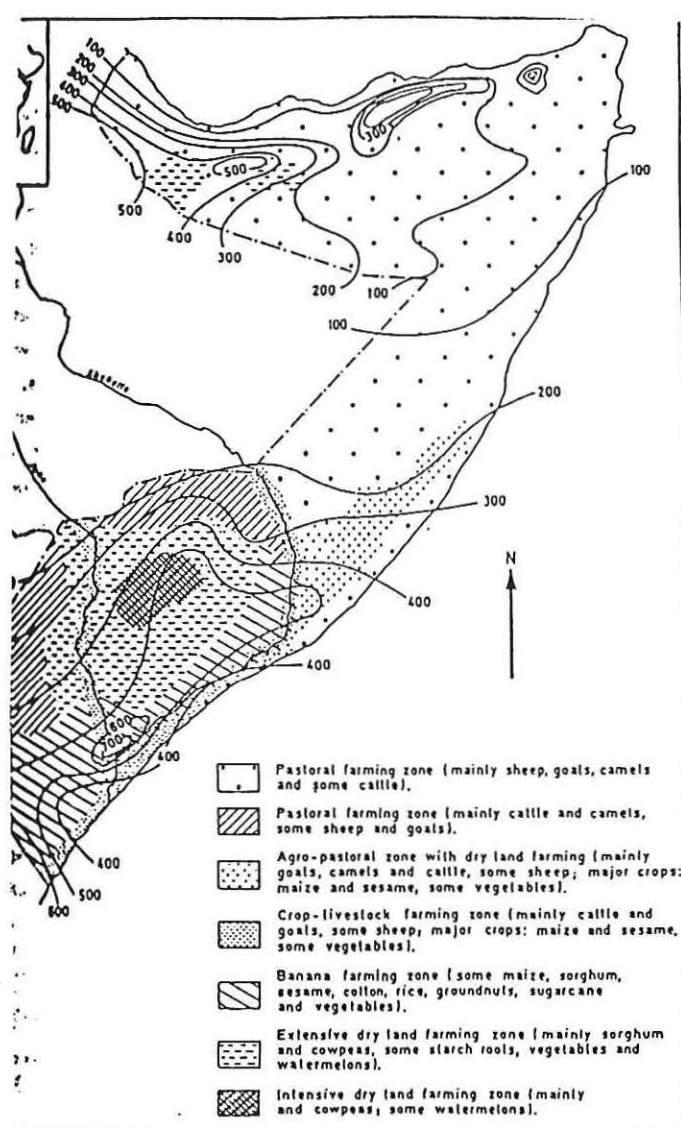 100
200
300
400
500
300
500
500
400
300
200
100
100
100
200
300
400
400
600
700
400
400
500
600
N
Pastoral farming zone (mainly sheep, goals, camels
and some cattle).
Pastoral farming zone (mainly cattle and camels,
some sheep and goats).
Agro-pastoral zone with dry land farming (mainly
goats, camels and cattle, some sheep; major crops:
maize and sesame, some vegetables).
Crop-livestock farming zone (mainly cattle and
goats, some sheep; major crops: maize and sesame,
some vegetables).
Banana farming zone (some maize, sorghum,
sesame, cotton, rice, groundnuts, sugarcane
and vegetables).
Extensive dry land farming zone (mainly sorghum
and cowpeas, some starch roots, vegetables and
watermelons).
Intensive dry land farming zone (mainly
and cowpeas; some watermelons).